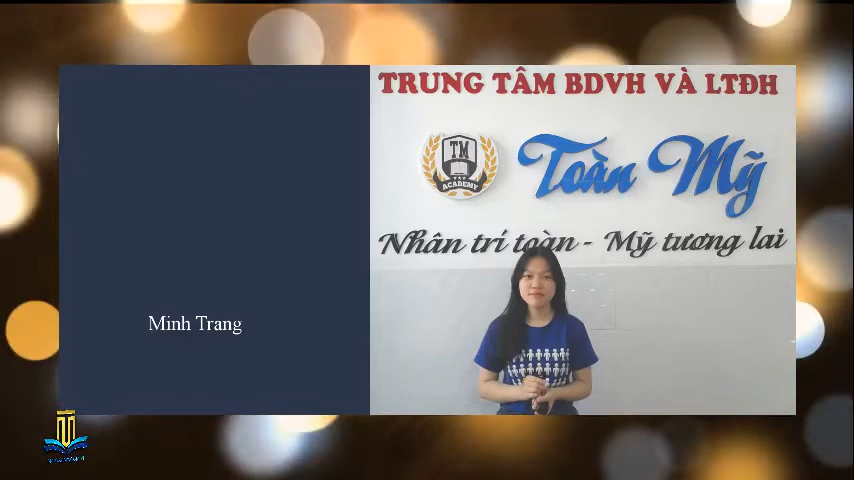 TRUNG TÂM BDVH VÀ LTĐH
TM
ACADEMY
Toàn Mỹ
Nhân trí toàn - Mỹ tương lai
Minh Trang